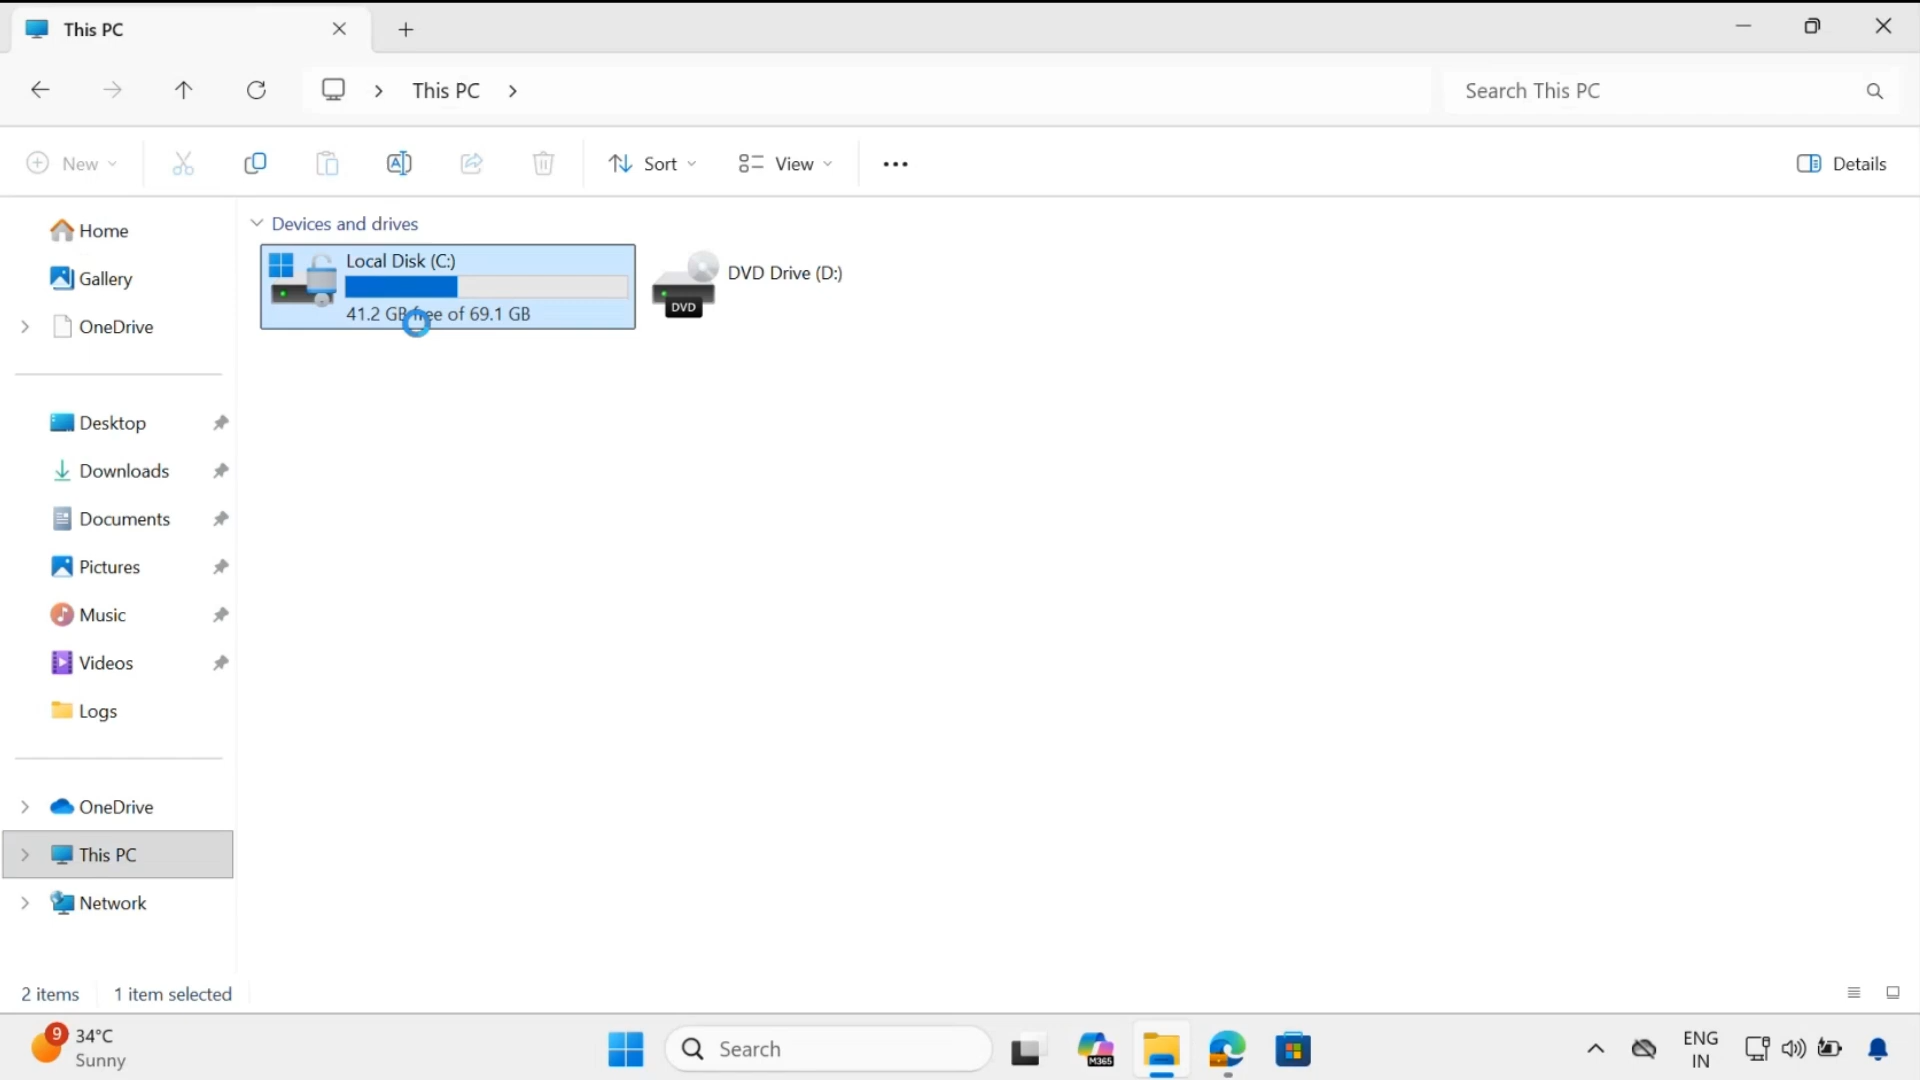 This PC
This PC
Search This PC
New
Sort
View
Details
Home
Gallery
OneDrive
Desktop
Downloads
Documents
Pictures
Music
Videos
Logs
OneDrive
This PC
Network
Devices and drives
Local Disk (C:)
41.2 GB free of 69.1 GB
DVD
DVD Drive (D:)
2 items
1 item selected
9
34°C
Sunny
Search
M365
ENG
IN